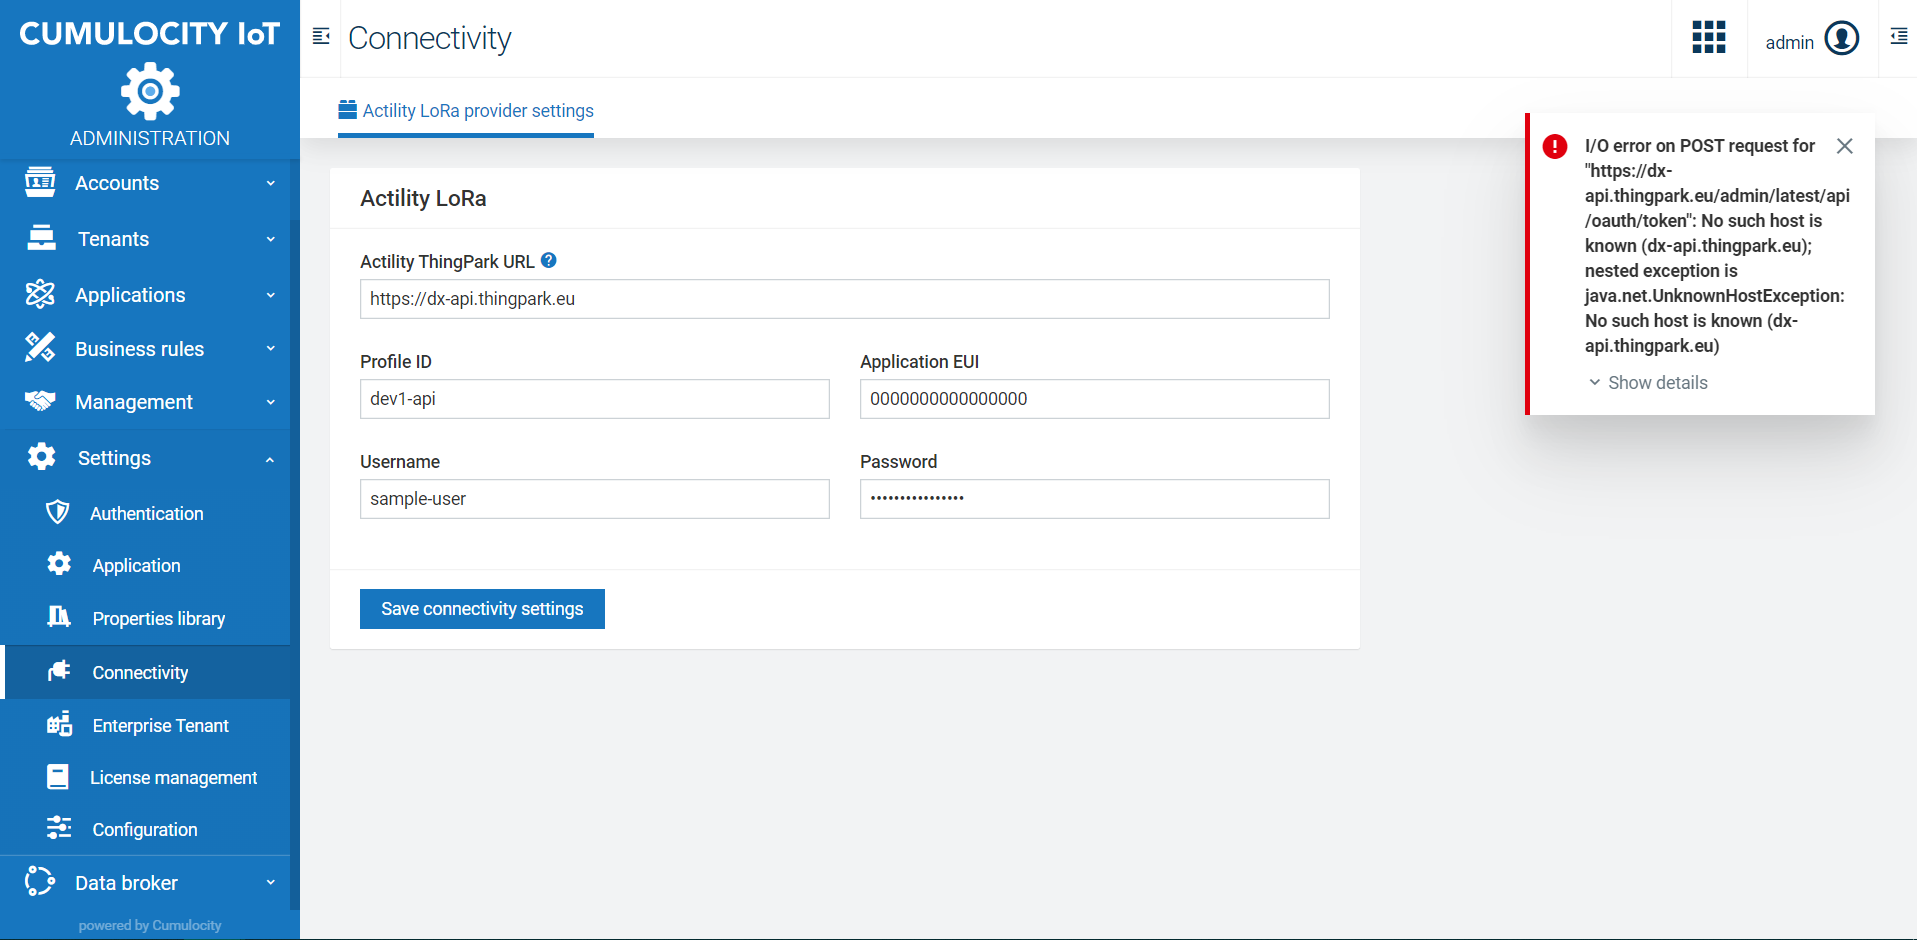 CUMULOCITY IoT
ADMINISTRATION
Accounts
Tenants
Applications
Business rules
Management
Settings
Authentication
Application
Properties library
Connectivity
Enterprise Tenant
License management
Configuration
Data broker
powered by Cumulocity
Connectivity
admin
Actility LoRa provider settings
Actility LoRa
Actility ThingPark URL ?
https://dx-api.thingpark.eu
Profile ID
dev1-api
Application EUI
0000000000000000
Username
sample-user
Password
••••••••••••••••
Save connectivity settings
I/O error on POST request for
"https://dx-
api.thingpark.eu/admin/latest/api
/oauth/token": No such host is
known (dx-api.thingpark.eu);
nested exception is
java.net.UnknownHostException:
No such host is known (dx-
api.thingpark.eu)
Show details